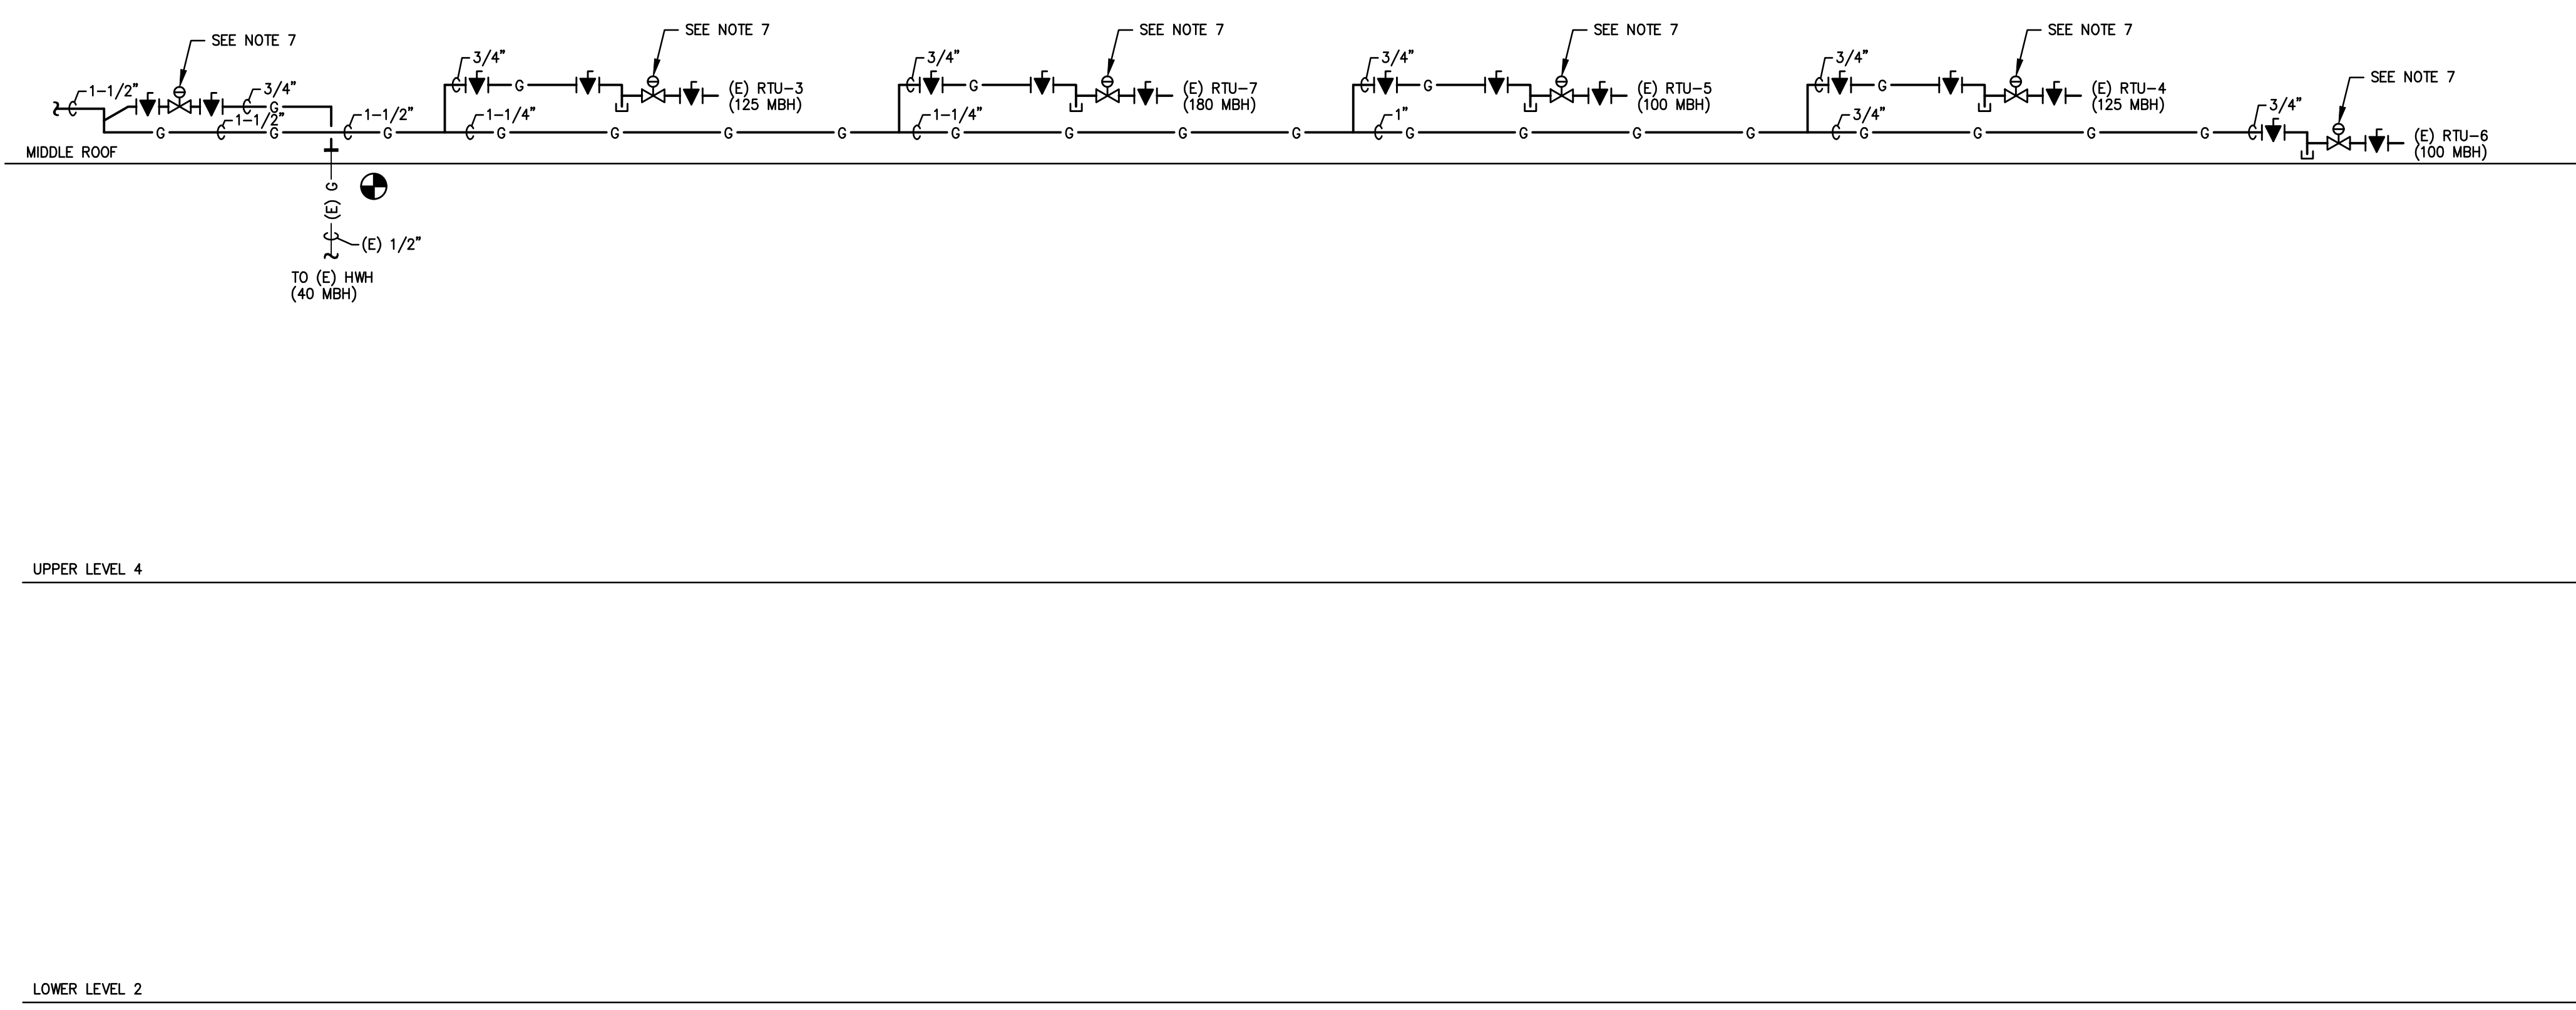 SEE NOTE 7
SEE NOTE 7
SEE NOTE 7
SEE NOTE 7
SEE NOTE 7
SEE NOTE 7
1-1/2"
3/4"
3/4"
3/4"
3/4"
3/4"
3/4"
G
G
G
G
G
(E) RTU-3
(125 MBH)
(E) RTU-7
(180 MBH)
(E) RTU-5
(100 MBH)
(E) RTU-4
(125 MBH)
(E) RTU-6
(100 MBH)
1-1/2"
1-1/2"
1-1/4"
1-1/4"
1"
3/4"
G G G G G G G G G G G G G G G G G G G
MIDDLE ROOF
(E) G
(E) 1/2"
TO (E) HWH
(40 MBH)
UPPER LEVEL 4
LOWER LEVEL 2